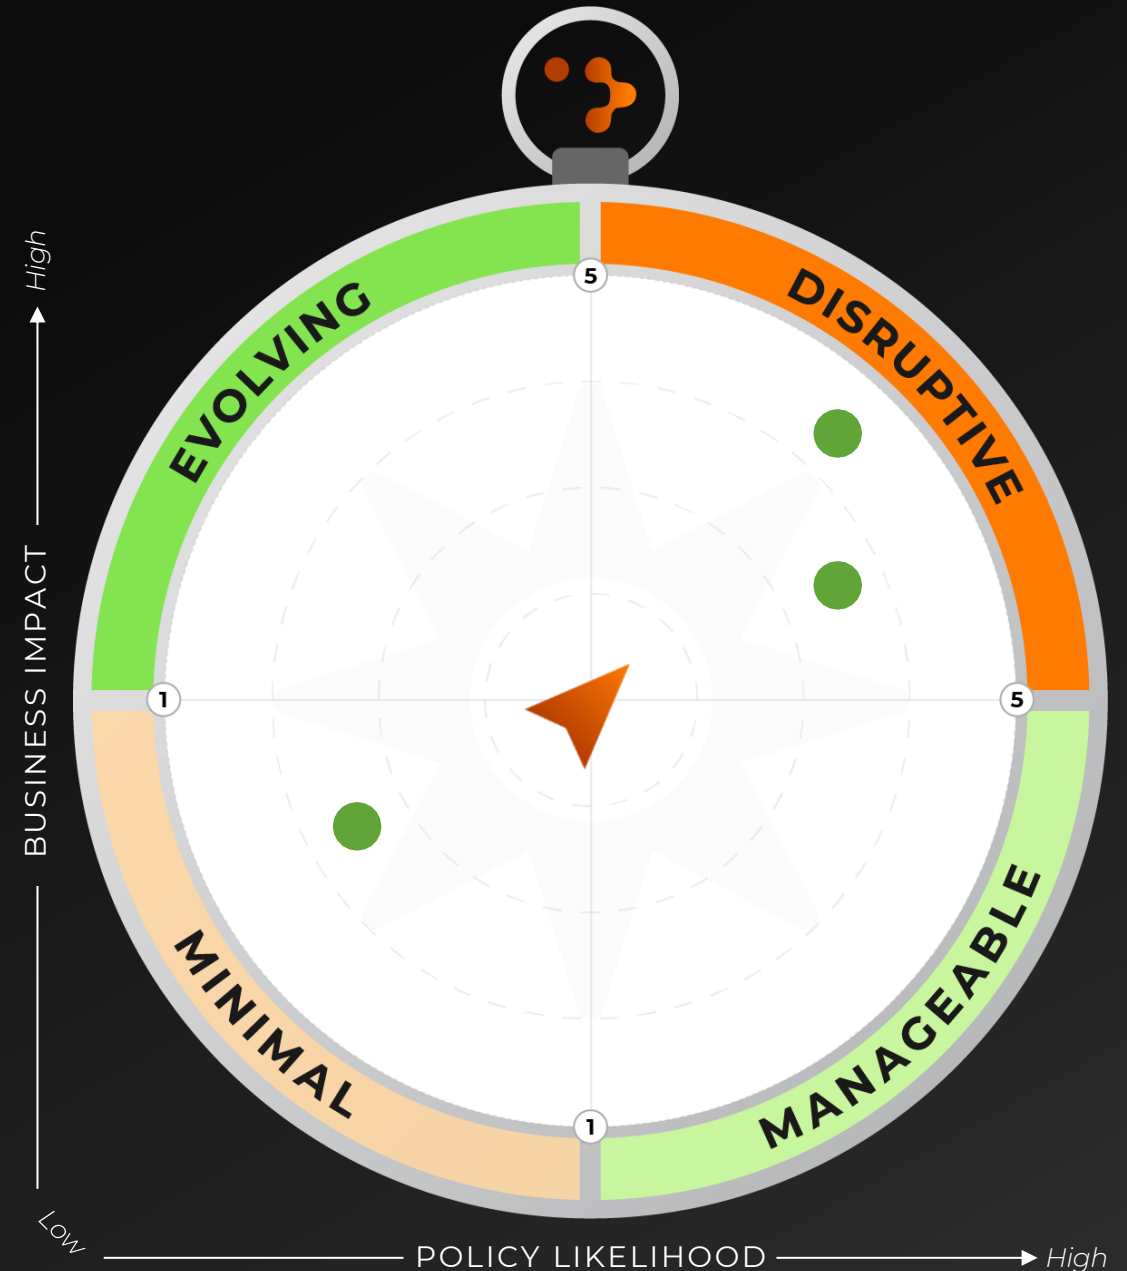 High
EVOLVING
DISRUPTIVE
5
BUSINESS IMPACT
1
5
MINIMAL
MANAGEABLE
1
Low
POLICY LIKELIHOOD
High